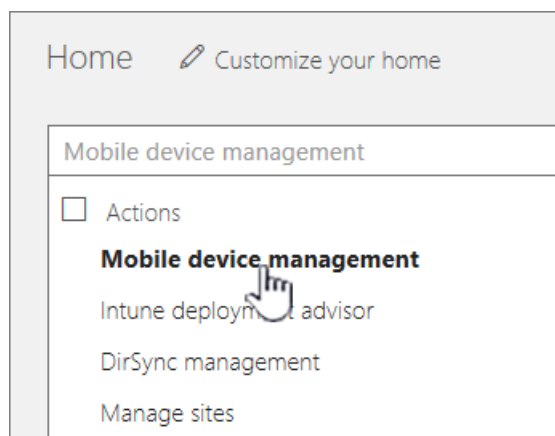 Home Customize your home
Mobile device management
Actions
Mobile device management
Intune deployment advisor
DirSync management
Manage sites